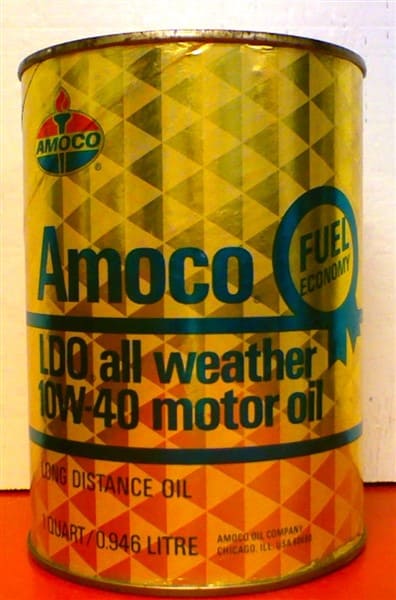 AMOCO
®
Amoco®
FUEL
ECONOMY
LDO all weather
10W-40 motor oil
LONG DISTANCE OIL
1 QUART/0.946 LITRE
AMOCO OIL COMPANY
CHICAGO, ILL. USA